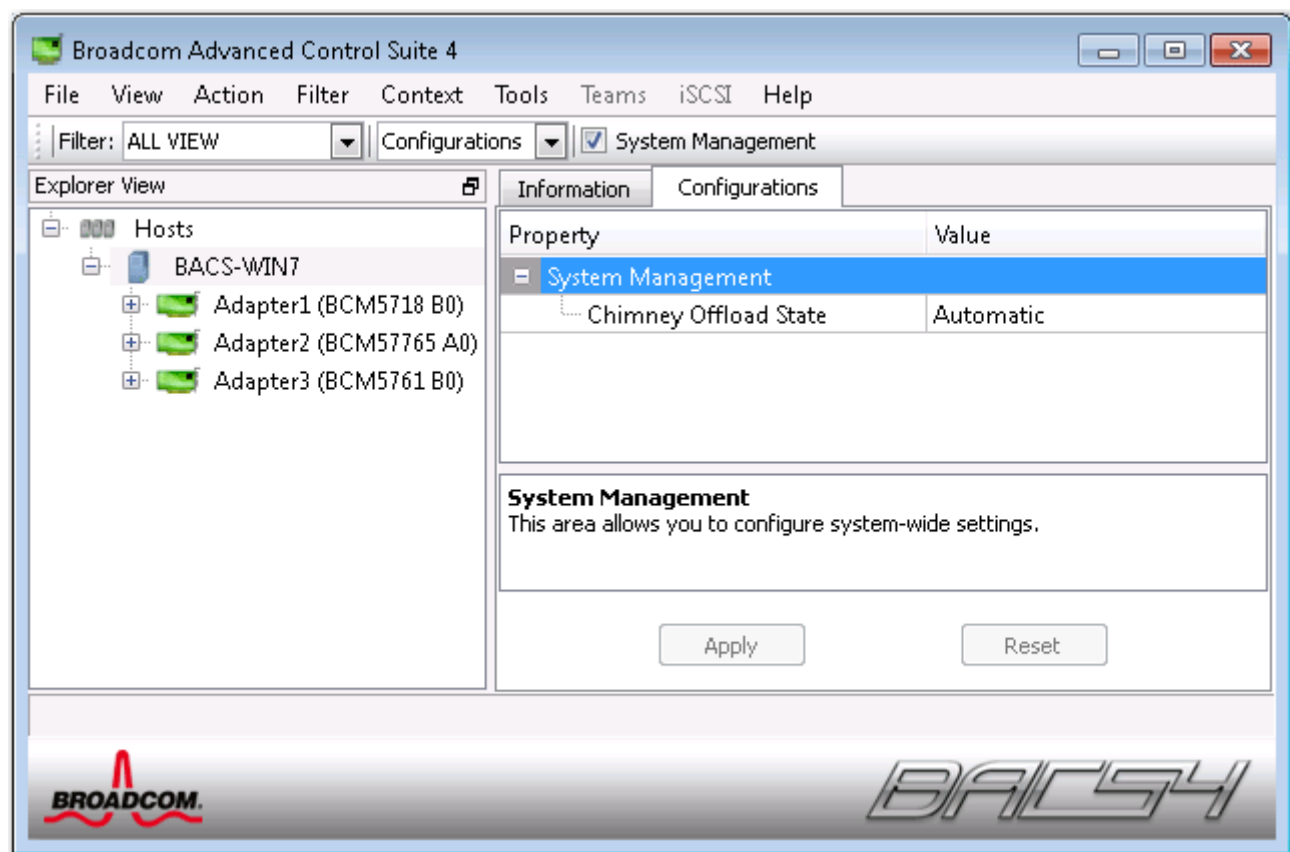 Broadcom Advanced Control Suite 4
File View Action Filter Context Tools Teams iSCSI Help
Filter: ALL VIEW Configurations System Management
Explorer View
Information Configurations
Hosts
BACS-WIN7
Adapter1 (BCM5718 B0)
Adapter2 (BCM57765 A0)
Adapter3 (BCM5761 B0)
Property Value
System Management
Chimney Offload State Automatic
System Management
This area allows you to configure system-wide settings.
Apply Reset
BROADCOM.
BACS4